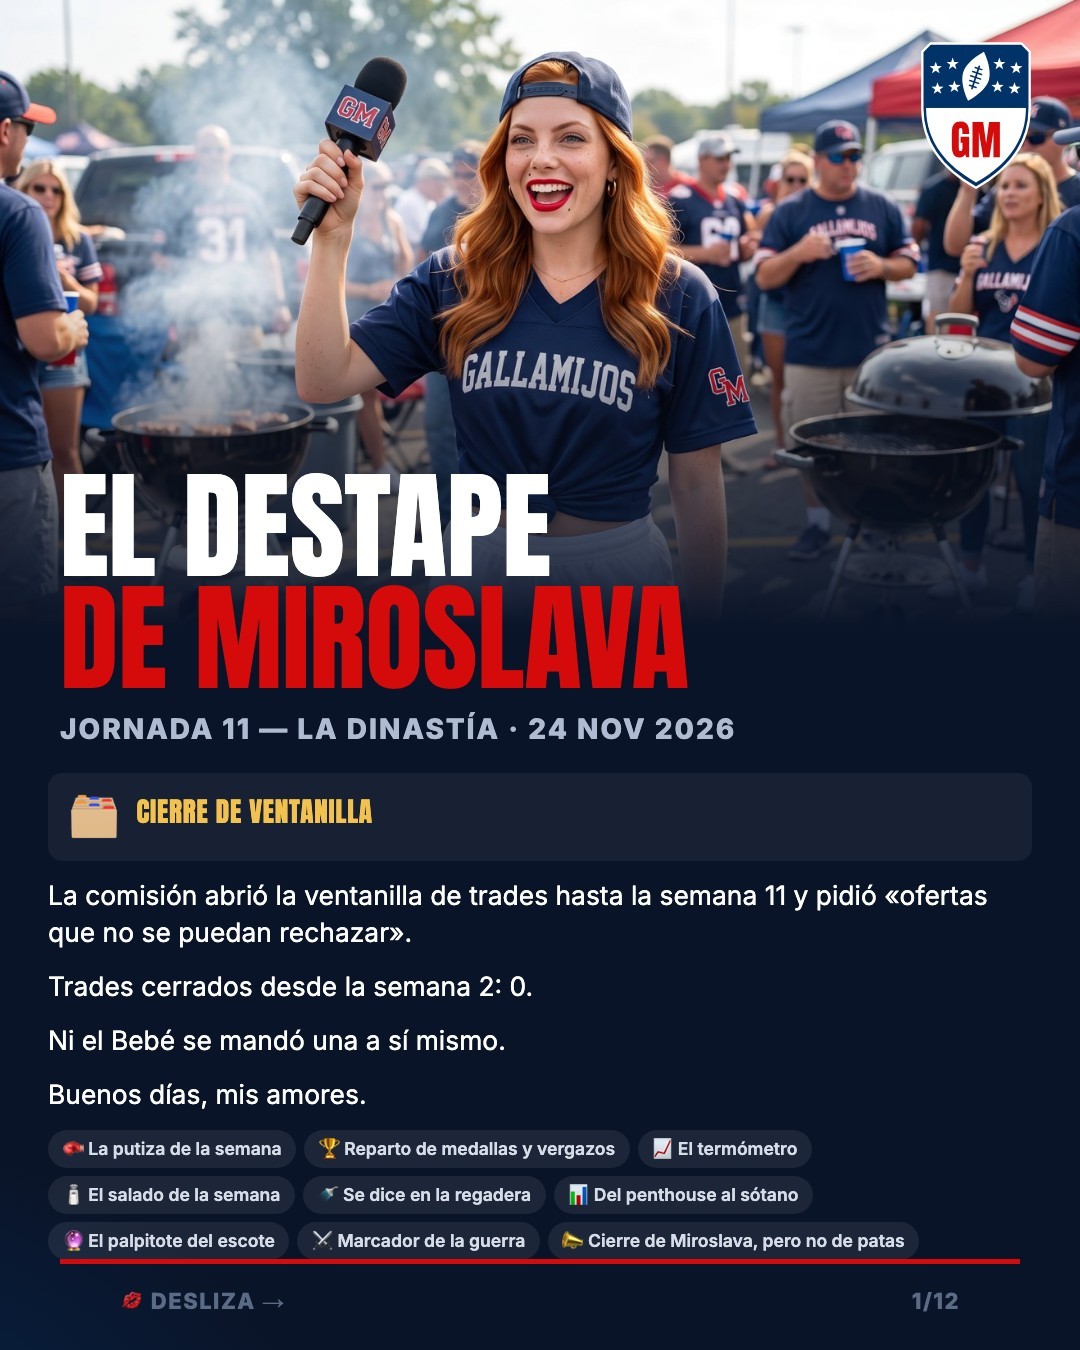 GM
GM
31
GALLAMIJOS
GM
GALLAMIJOS
EL DESTAPE
DE MIROSLAVA
JORNADA 11 — LA DINASTÍA · 24 NOV 2026
CIERRE DE VENTANILLA
La comisión abrió la ventanilla de trades hasta la semana 11 y pidió «ofertas
que no se puedan rechazar».
Trades cerrados desde la semana 2: 0.
Ni el Bebé se mandó una a sí mismo.
Buenos días, mis amores.
La putiza de la semana
Reparto de medallas y vergazos
El termómetro
El salado de la semana
Se dice en la regadera
Del penthouse al sótano
El palpitote del escote
Marcador de la guerra
Cierre de Miroslava, pero no de patas
DESLIZA →
1/12